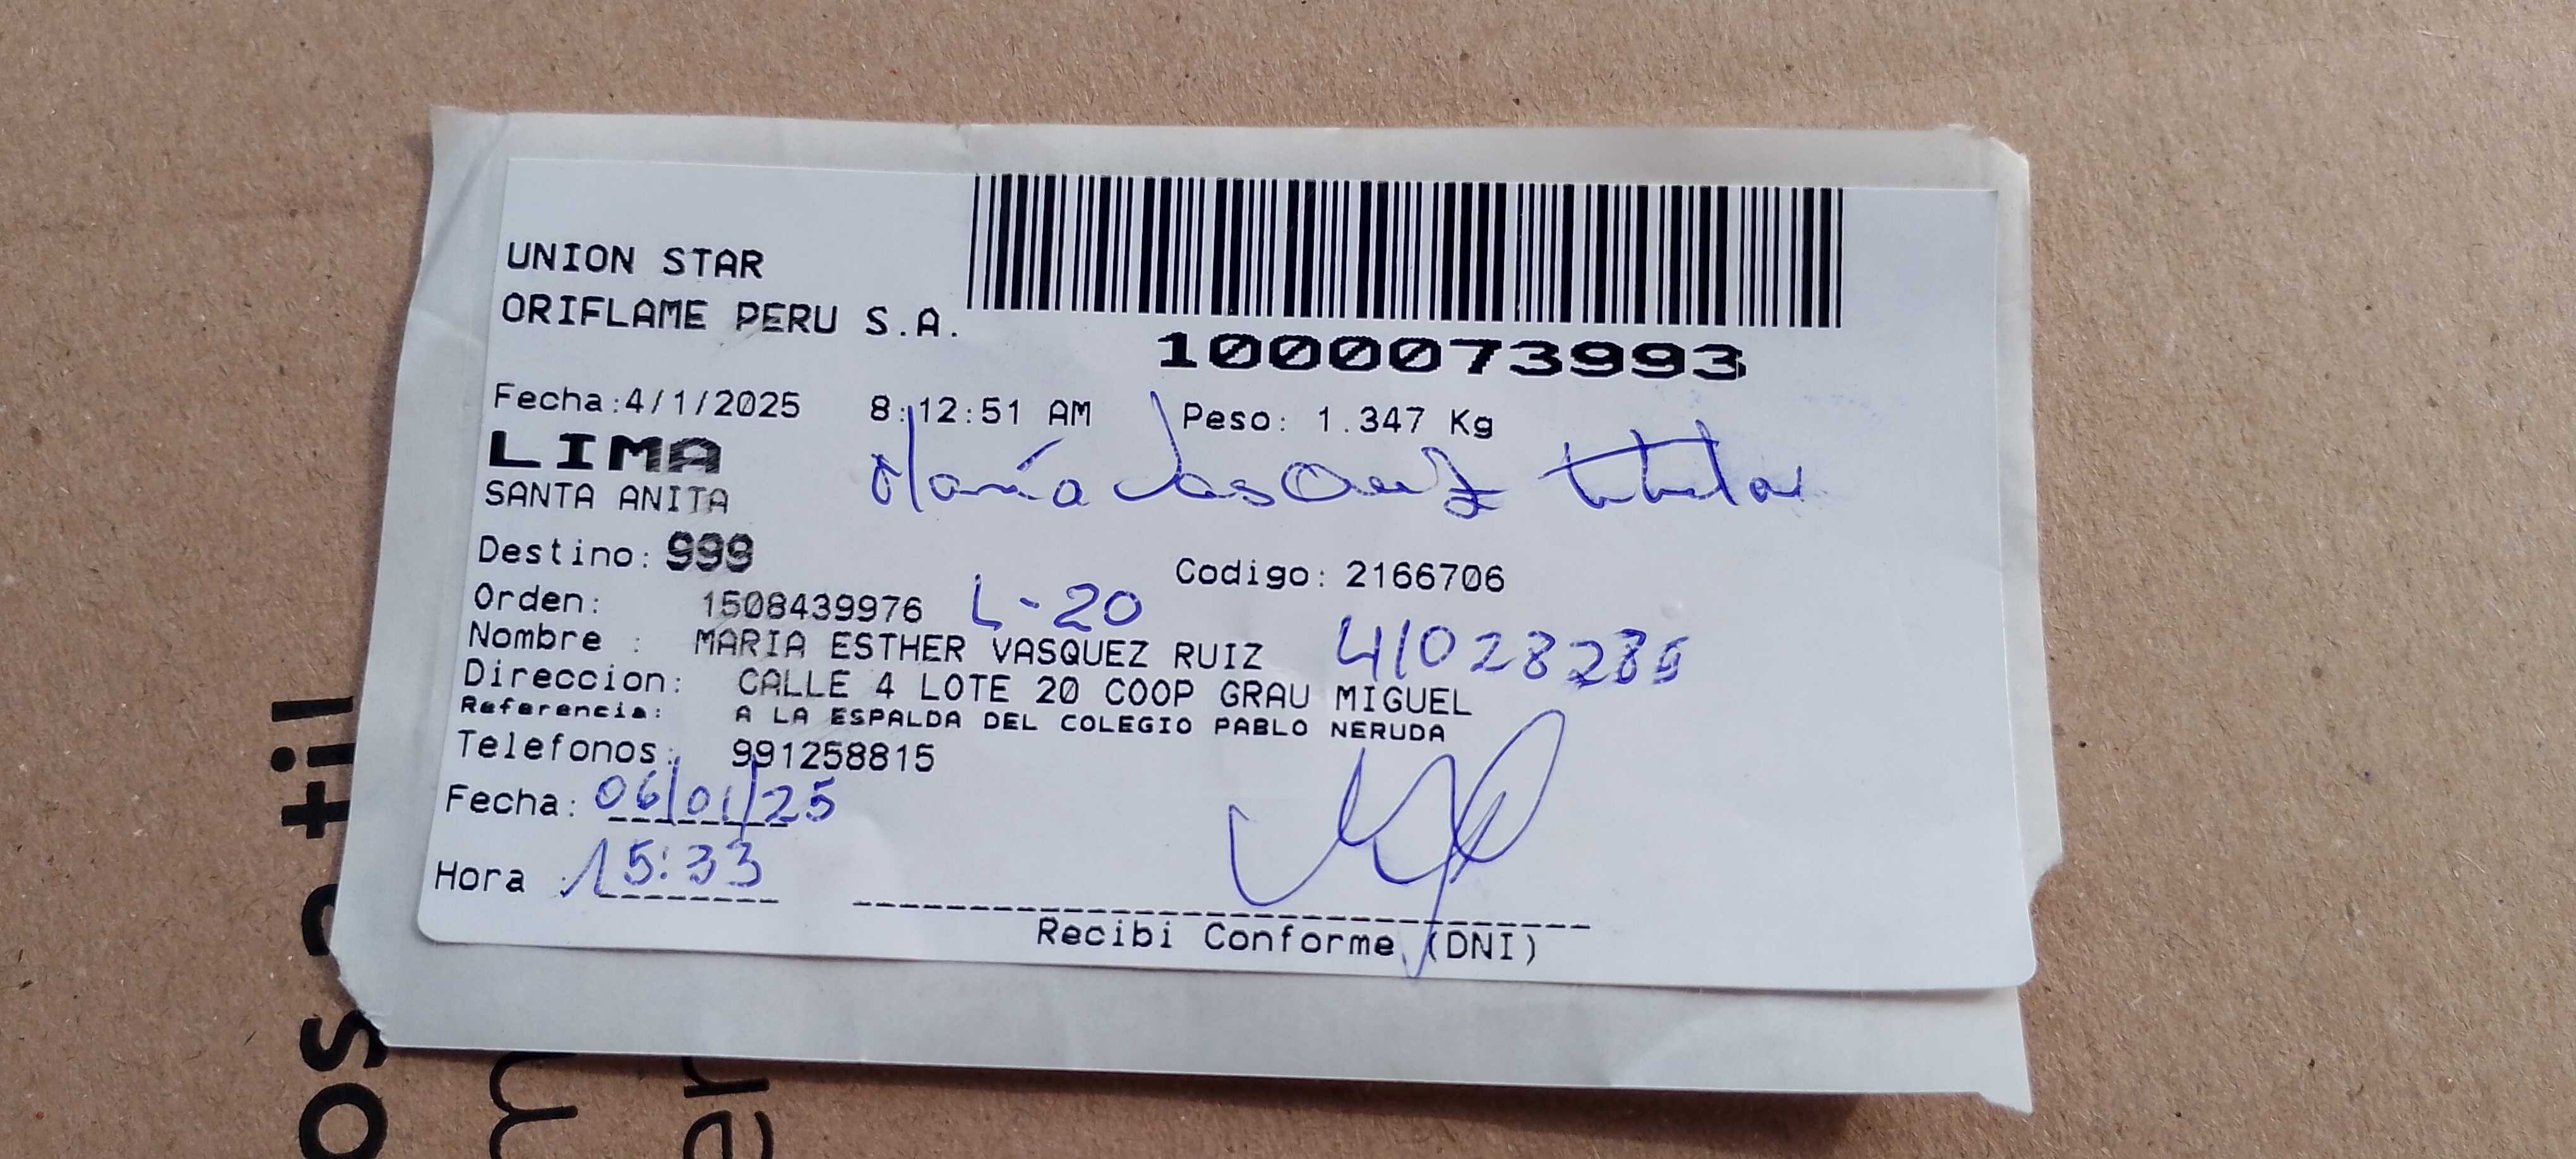 UNION STAR
ORIFLAME PERU S.A.
1000073993
Fecha:4/1/2025 8:12:51 AM Peso: 1.347 Kg
LIMA
María Vasquez titular
SANTA ANITA
Destino: 999
Codigo: 2166706
Orden: 1508439976 L-20
Nombre : MARIA ESTHER VASQUEZ RUIZ
Direccion: CALLE 4 LOTE 20 COOP GRAU MIGUEL
Referencia: A LA ESPALDA DEL COLEGIO PABLO NERUDA
Telefonos: 991258815
Fecha: 06/01/25
Hora 15:33
Recibi Conforme (DNI)